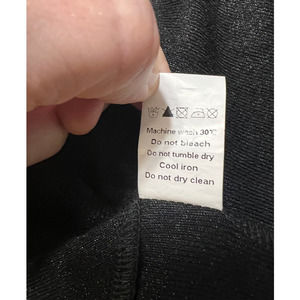 Machine wash 30°C
Do not bleach
Do not tumble dry
Cool iron
Do not dry clean